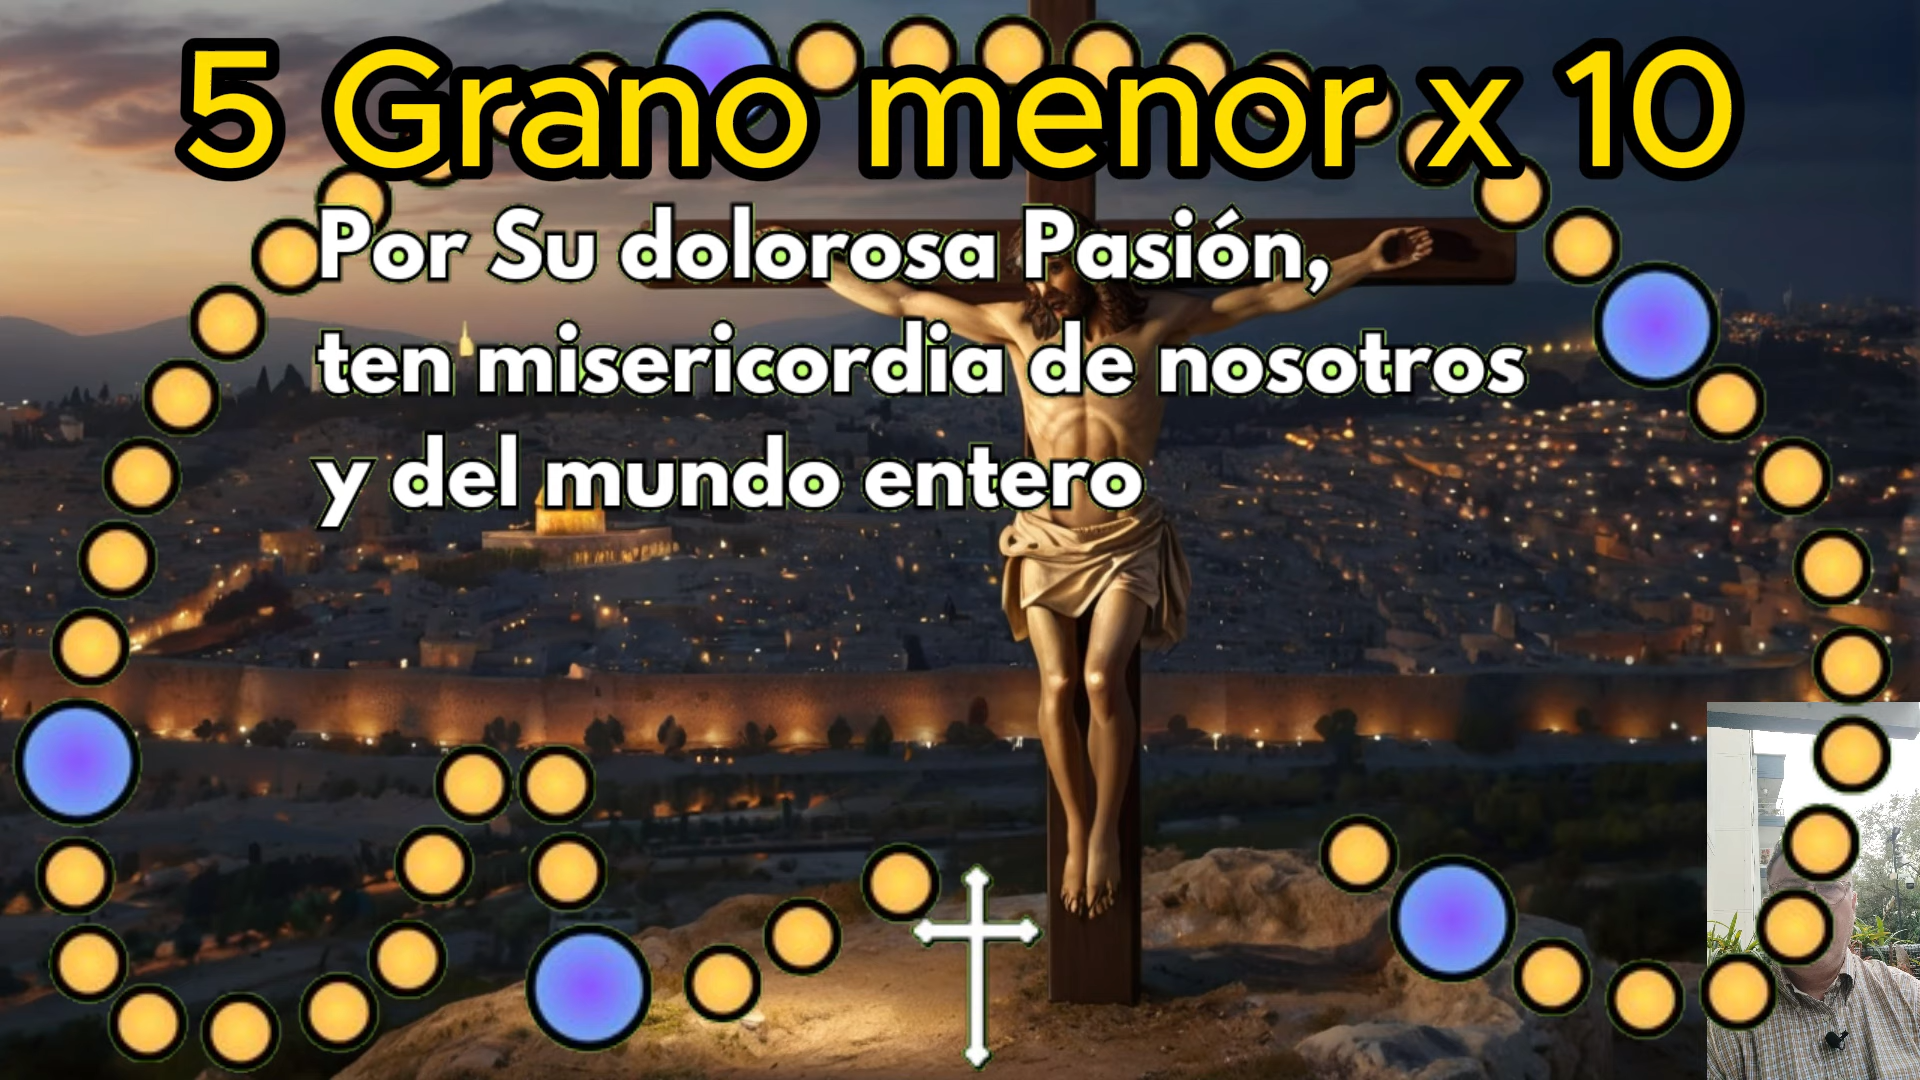 5 Grano menor x 10
Por Su dolorosa Pasión,
ten misericordia de nosotros
y del mundo entero